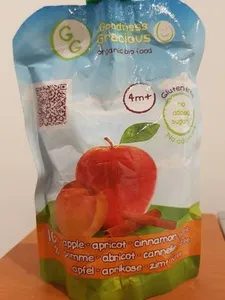 Goodness
Gracious
organic bio food
GG
4m+
Gluten-free
no
added
sugar
apple apricot cinnamon
pomme abricot cannelle
apfel aprikose zimt